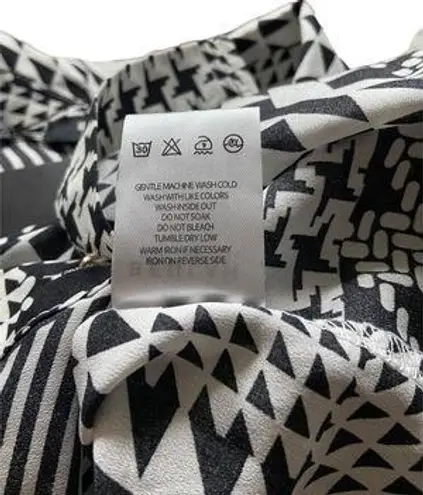 GENTLE MACHINE WASH COLD
WASH WITH LIKE COLORS
WASH INSIDE OUT
DO NOT SOAK
DO NOT BLEACH
TUMBLE DRY LOW
WARM IRON IF NECESSARY
IRON ON REVERSE SIDE